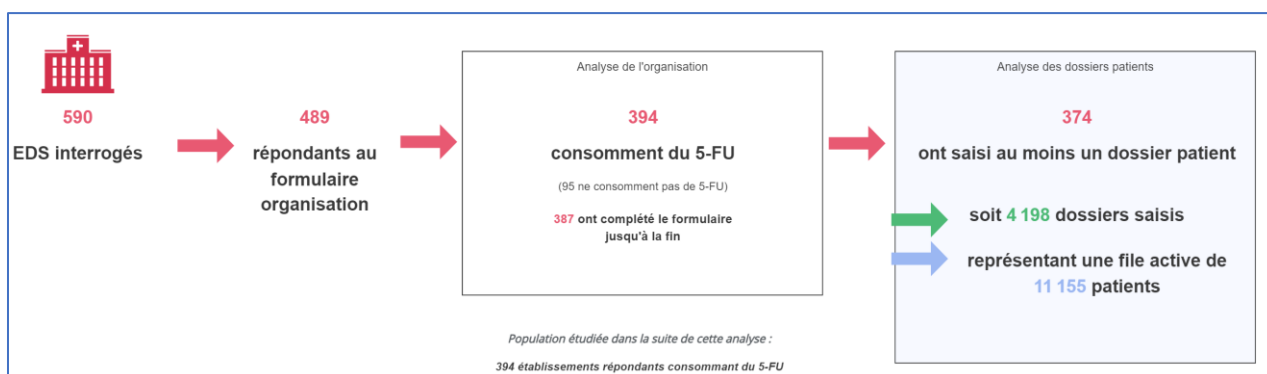 590
EDS interrogés
489
répondants au
formulaire
organisation
Analyse de l'organisation
394
consomment du 5-FU
(95 ne consomment pas de 5-FU)
387 ont complété le formulaire
jusqu'à la fin
Analyse des dossiers patients
374
ont saisi au moins un dossier patient
soit 4 198 dossiers saisis
représentant une file active de
11 155 patients
Population étudiée dans la suite de cette analyse :
394 établissements répondants consommant du 5-FU